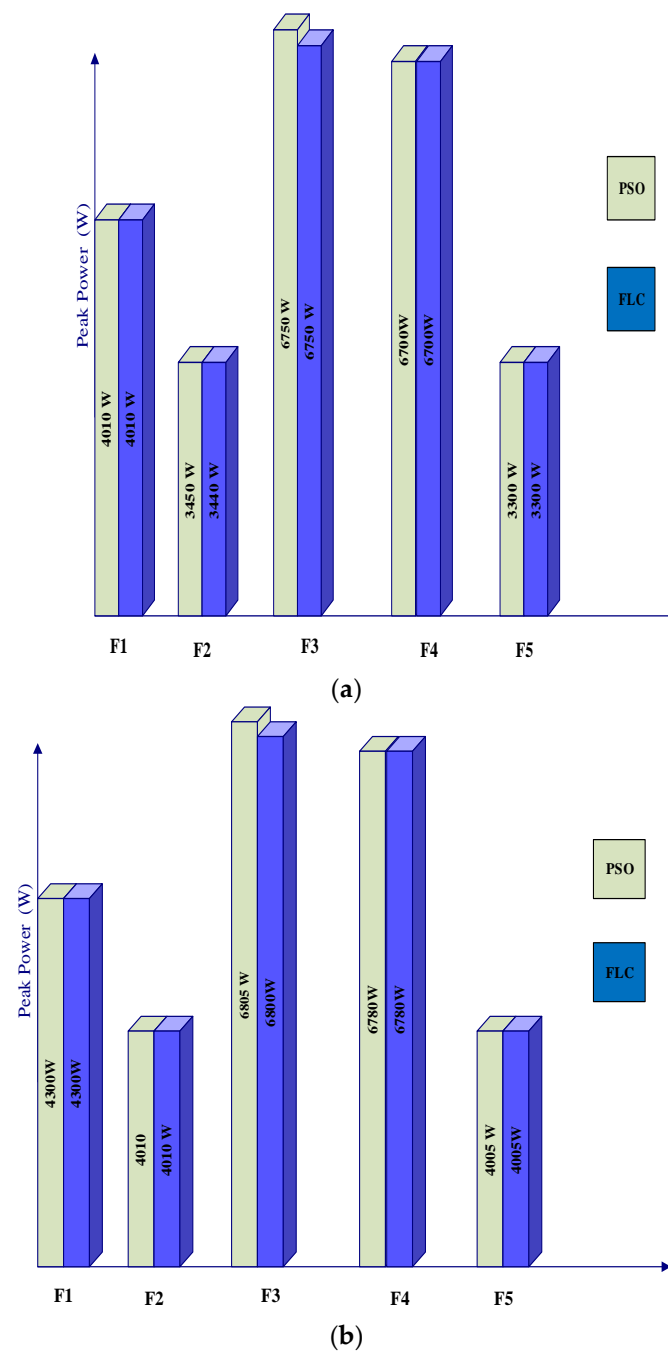 Peak Power (W)
PSO
FLC
4010 W
4010 W
3450 W
3440 W
6750 W
6750 W
6700W
6700W
3300 W
3300 W
F1
F2
F3
F4
F5
(a)
Peak Power (W)
PSO
FLC
4300W
4300W
4010
4010 W
6805 W
6800W
6780W
6780W
4005 W
4005W
F1
F2
F3
F4
F5
(b)